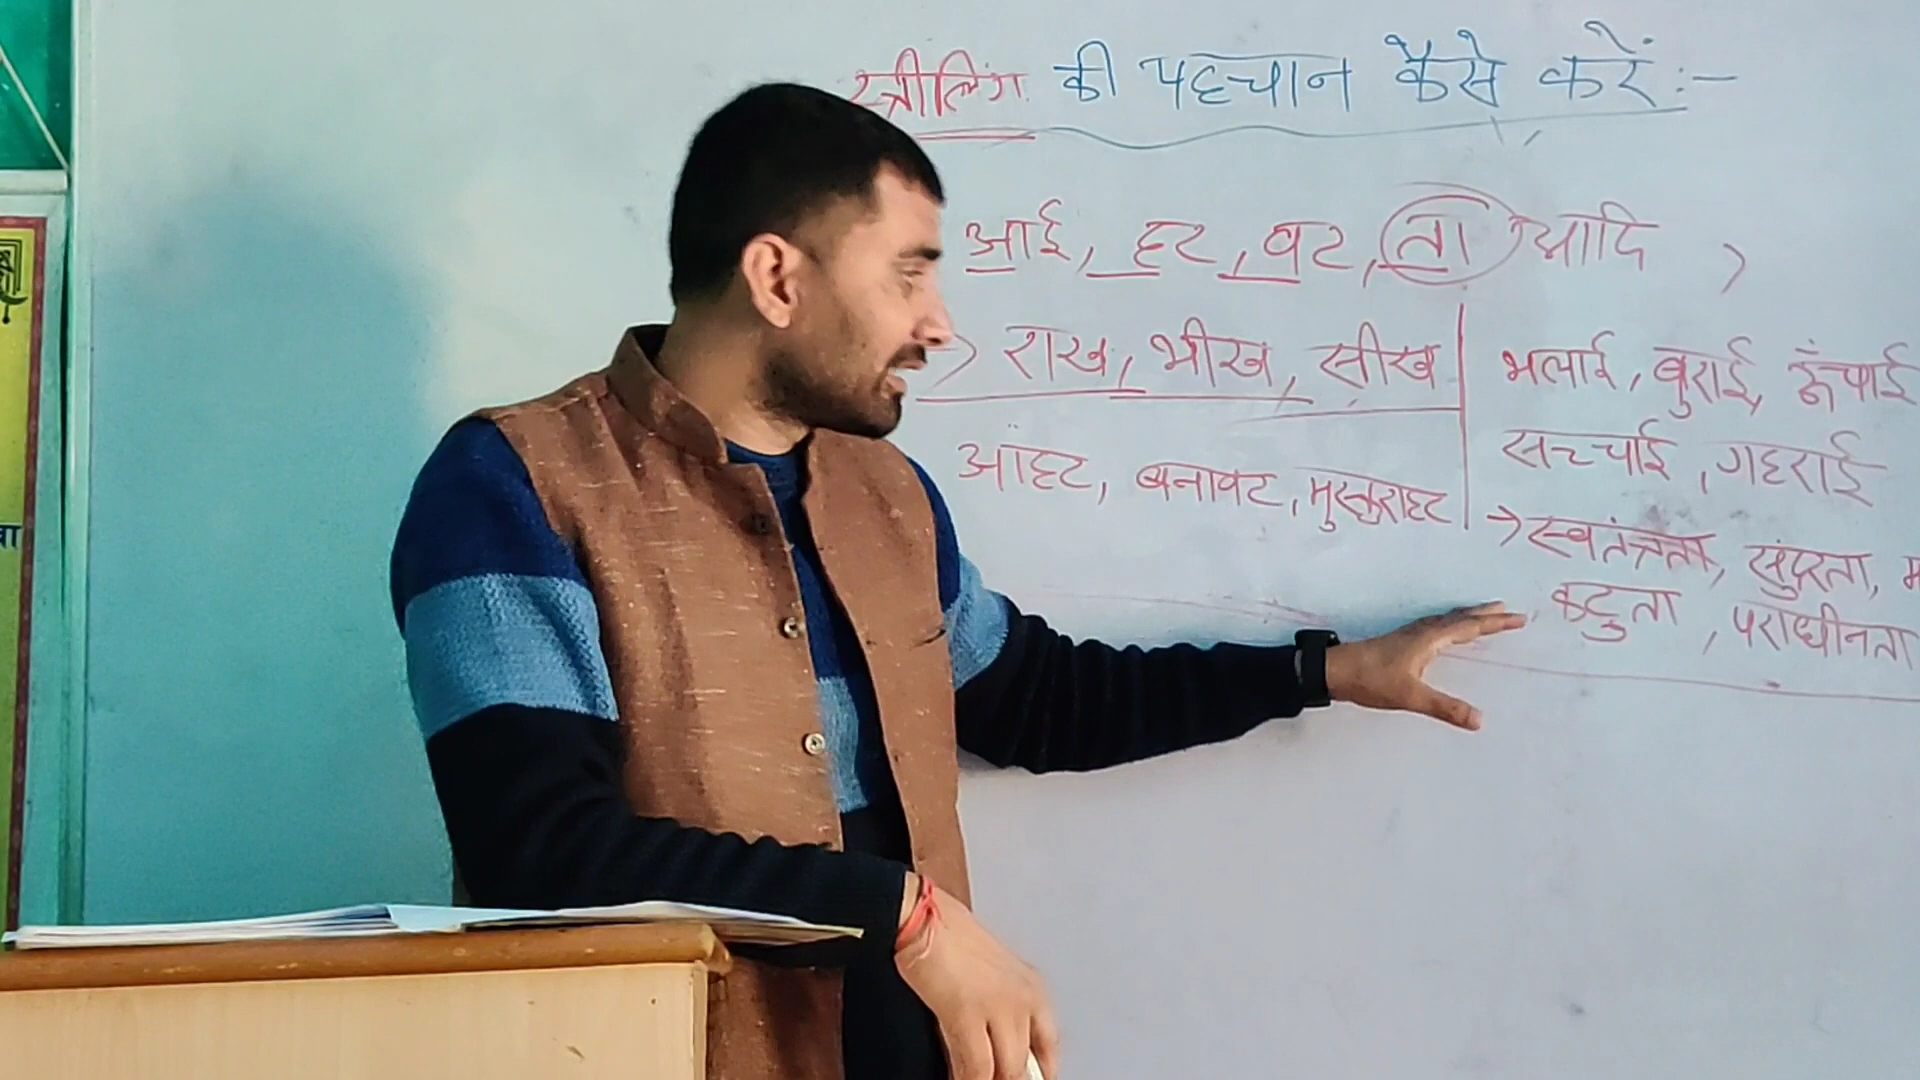 स्त्रीलिंग की पहचान कैसे करें :-
आई, हट, वट, ता आदि
→ राख, भीख, सीख
आहट, बनावट, मुस्कुराहट
भलाई, बुराई, ऊँचाई
सच्चाई, गहराई
→ स्वतंत्रता, सुंदरता,
कटुता, पराधीनता